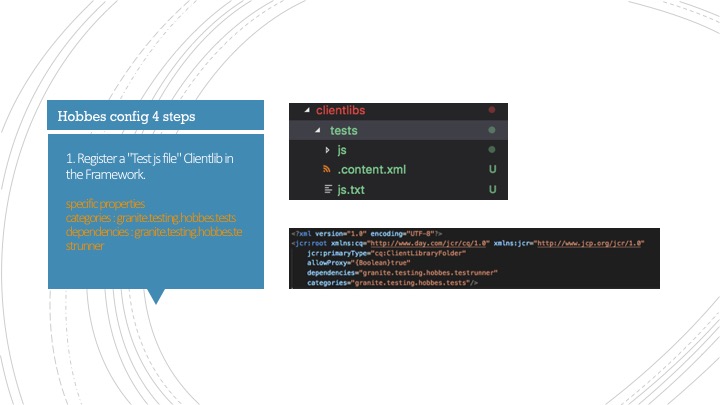 Hobbes config 4 steps
1. Register a "Test js file" Clientlib in
the Framework.
specific properties
categories : granite.testing.hobbes.tests
dependencies : granite.testing.hobbes.te
strunner
clientlibs
tests
js
.content.xml U
js.txt U
<?xml version="1.0" encoding="UTF-8"?>
<jcr:root xmlns:cq="http://www.day.com/jcr/cq/1.0" xmlns:jcr="http://www.jcp.org/jcr/1.0"
jcr:primaryType="cq:ClientLibraryFolder"
allowProxy="{Boolean}true"
dependencies="granite.testing.hobbes.testrunner"
categories="granite.testing.hobbes.tests"/>